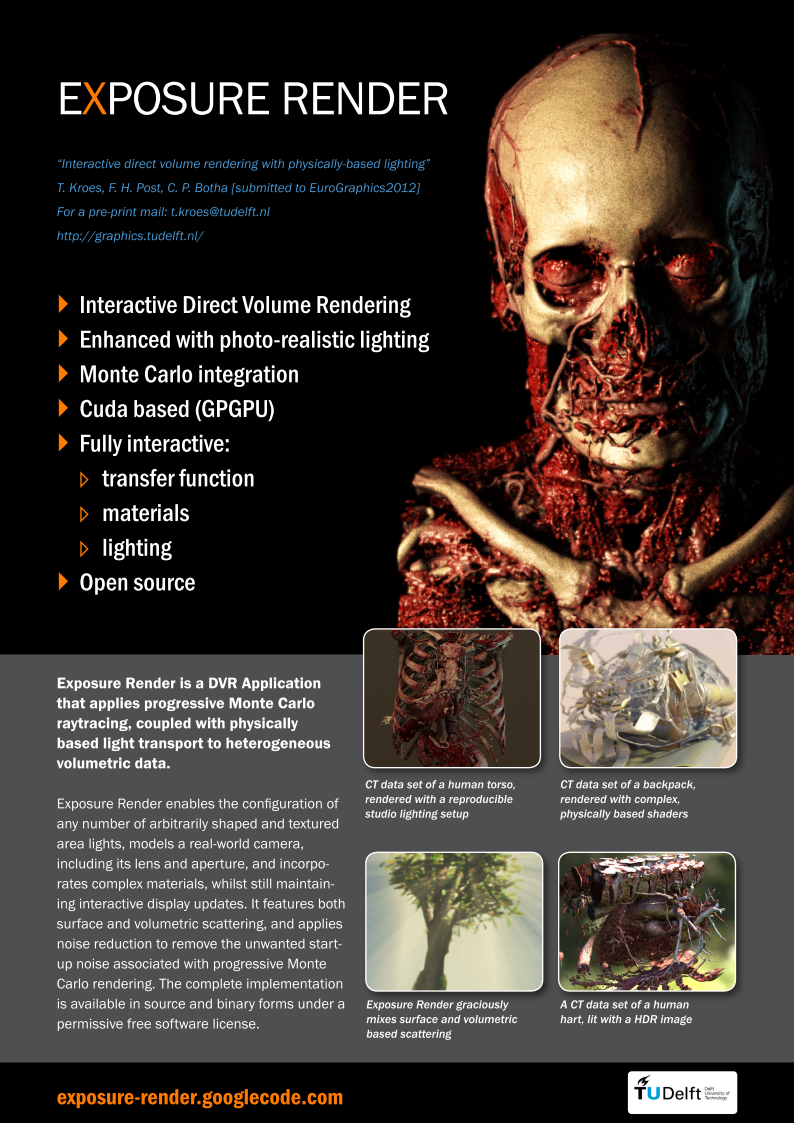 EXPOSURE RENDER
“Interactive direct volume rendering with physically-based lighting”
T. Kroes, F. H. Post, C. P. Botha [submitted to EuroGraphics2012]
For a pre-print mail: t.kroes@tudelft.nl
http://graphics.tudelft.nl/
Interactive Direct Volume Rendering
Enhanced with photo-realistic lighting
Monte Carlo integration
Cuda based (GPGPU)
Fully interactive:
transfer function
materials
lighting
Open source
Exposure Render is a DVR Application
that applies progressive Monte Carlo
raytracing, coupled with physically
based light transport to heterogeneous
volumetric data.
Exposure Render enables the configuration of
any number of arbitrarily shaped and textured
area lights, models a real-world camera,
including its lens and aperture, and incorpo-
rates complex materials, whilst still maintain-
ing interactive display updates. It features both
surface and volumetric scattering, and applies
noise reduction to remove the unwanted start-
up noise associated with progressive Monte
Carlo rendering. The complete implementation
is available in source and binary forms under a
permissive free software license.
CT data set of a human torso,
rendered with a reproducible
studio lighting setup
CT data set of a backpack,
rendered with complex,
physically based shaders
Exposure Render graciously
mixes surface and volumetric
based scattering
A CT data set of a human
hart, lit with a HDR image
exposure-render.googlecode.com
TUDelft
Delft
University of
Technology